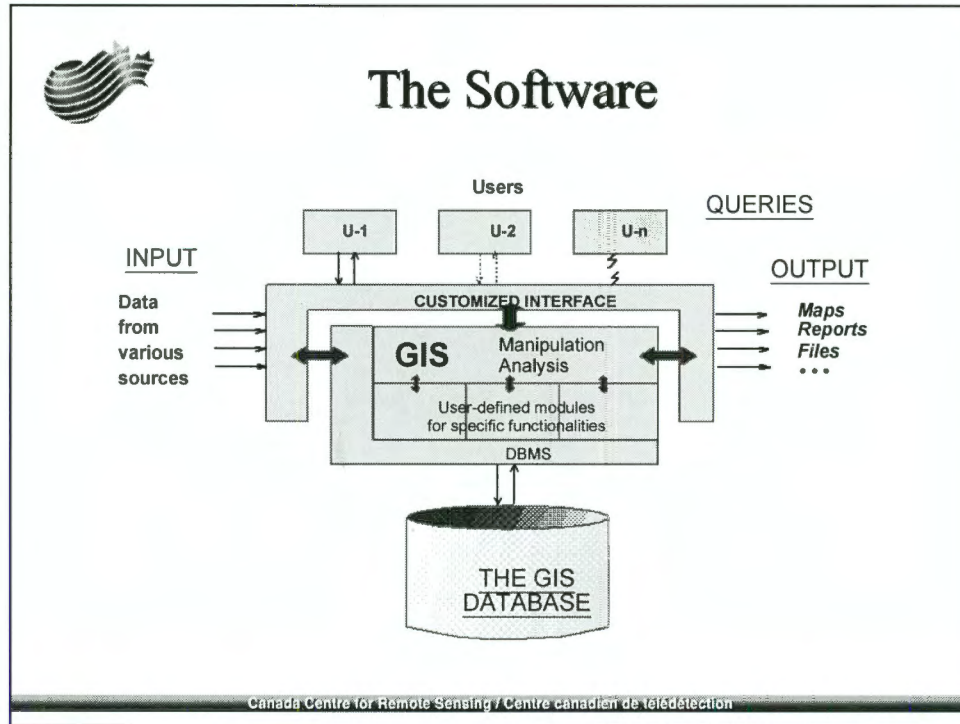 The Software
Users
QUERIES
U-1
U-2
U-n
INPUT
OUTPUT
Data
from
various
sources
CUSTOMIZED INTERFACE
Maps
Reports
Files
• • •
GIS
Manipulation
Analysis
User-defined modules
for specific functionalities
DBMS
THE GIS
DATABASE
Canada Centre for Remote Sensing / Centre canadien de télédétection